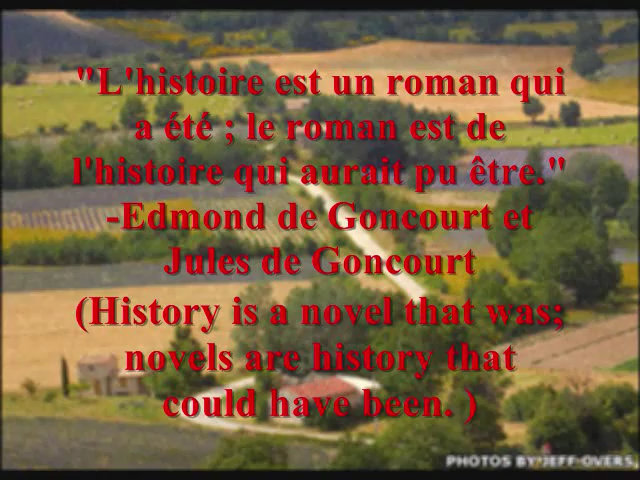 "L'histoire est un roman qui
a été ; le roman est de
l'histoire qui aurait pu être."
-Edmond de Goncourt et
Jules de Goncourt
(History is a novel that was;
novels are history that
could have been. )
PHOTOS BY JEFF OVERS